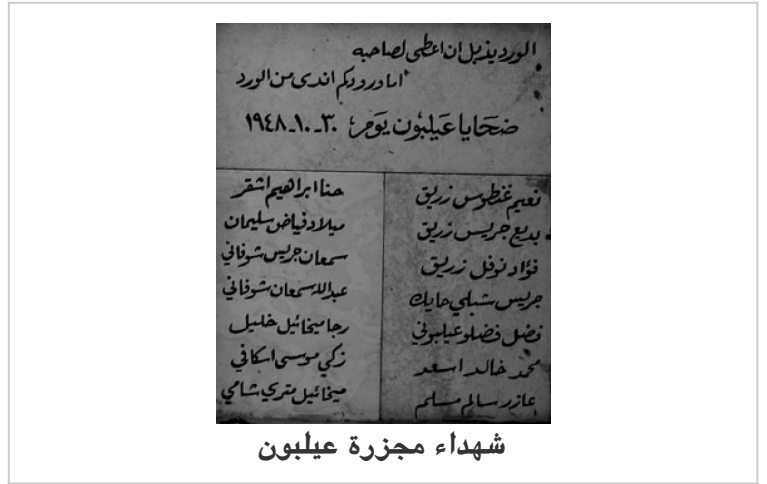 الورد يذبل ان اعطى لصاحبه
اما ورودكم اندى من الورد
ضحايا عيلبون يوم ٣٠-١٠-١٩٤٨
نعيم غنطوس زريق
بديع جريس زريق
فؤاد نوفل زريق
جريس شبلي حايك
فضل فضلو عيلبوني
محمد خالد اسعد
عازر سالم مسلم
حنا ابراهيم اشقر
ميلاد فياض سليمان
سمعان جريس شوفاني
عبدالله سمعان شوفاني
رجا ميخائيل خليل
زكي موسى اسكافي
ميخائيل متري شامي
شهداء مجزرة عيلبون